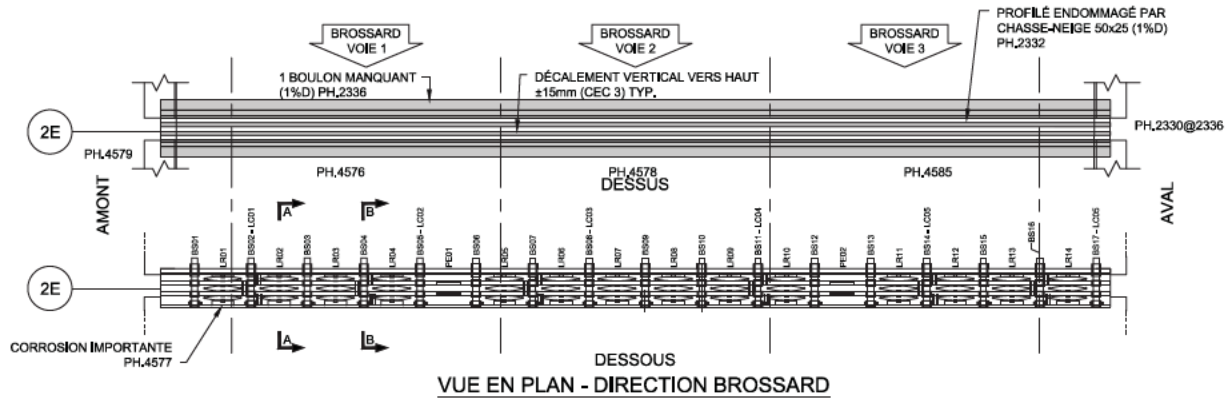 BROSSARD
VOIE 1
BROSSARD
VOIE 2
BROSSARD
VOIE 3
PROFILÉ ENDOMMAGÉ PAR
CHASSE-NEIGE 50x25 (1%D)
PH.2332
1 BOULON MANQUANT
(1%D) PH.2336
DÉCALEMENT VERTICAL VERS HAUT
±15mm (CEC 3) TYP.
2E
PH.4579
PH.2330@2336
PH.4576
PH.4578
PH.4585
DESSUS
AMONT
AVAL
A
B
BS01
LR01
BS02 - LC01
LR02
BS03
LR03
BS04
LR04
BS05 - LC02
PE01
BS06
LR05
BS07
LR06
BS08 - LC03
LR07
BS09
LR08
BS10
LR09
BS11 - LC04
LR10
BS12
PE02
BS13
LR11
BS14 - LC05
LR12
BS15
LR13
BS16
LR14
BS17 - LC05
2E
A
B
CORROSION IMPORTANTE
PH.4577
DESSOUS
VUE EN PLAN - DIRECTION BROSSARD